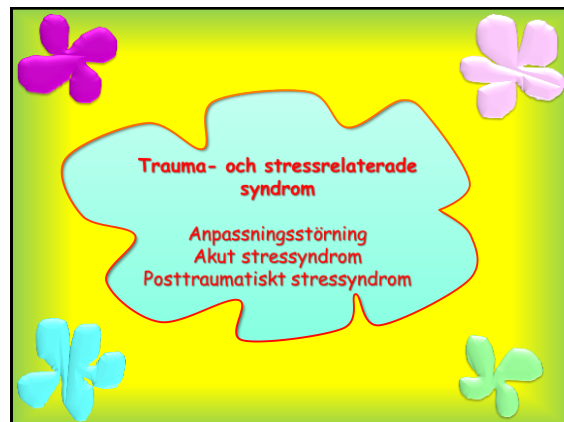 Trauma- och stressrelaterade
syndrom
Anpassningsstörning
Akut stressyndrom
Posttraumatiskt stressyndrom